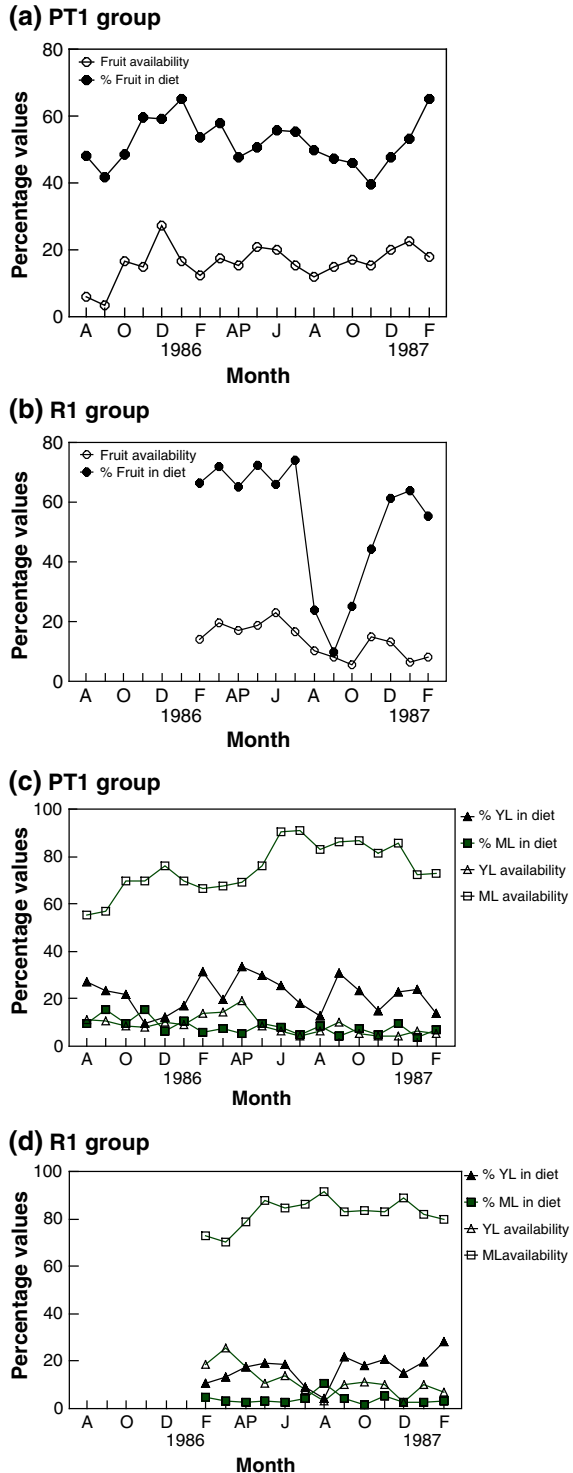 (a) PT1 group
80
60
40
20
0
Percentage values
Fruit availability
% Fruit in diet
A O D F AP J A O D F
1986 1987
Month
(b) R1 group
80
60
40
20
0
Percentage values
Fruit availability
% Fruit in diet
A O D F AP J A O D F
1986 1987
Month
(c) PT1 group
100
80
60
40
20
0
Percentage values
% YL in diet
% ML in diet
YL availability
ML availability
A O D F AP J A O D F
1986 1987
Month
(d) R1 group
100
80
60
40
20
0
Percentage values
% YL in diet
% ML in diet
YL availability
MLavailability
A O D F AP J A O D F
1986 1987
Month